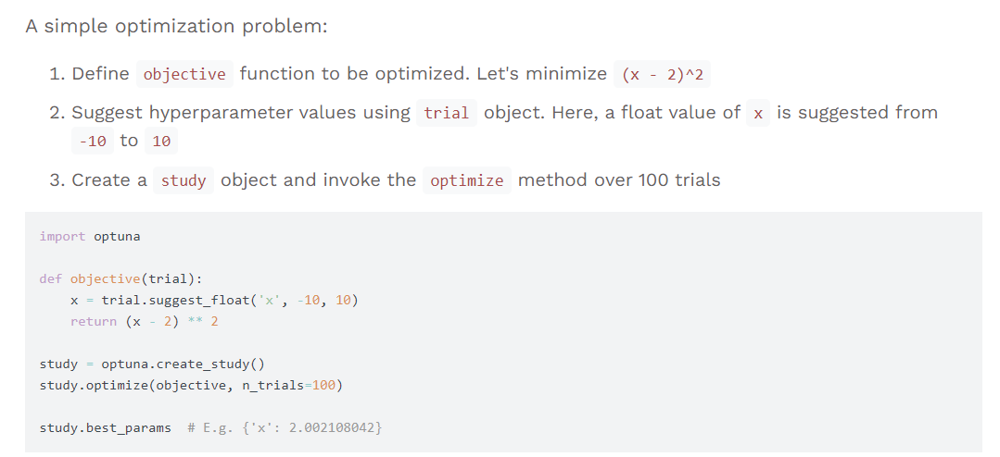 A simple optimization problem:
1. Define objective function to be optimized. Let's minimize (x - 2)^2
2. Suggest hyperparameter values using trial object. Here, a float value of x is suggested from
-10 to 10
3. Create a study object and invoke the optimize method over 100 trials
import optuna
def objective(trial):
    x = trial.suggest_float('x', -10, 10)
    return (x - 2) ** 2
study = optuna.create_study()
study.optimize(objective, n_trials=100)
study.best_params  # E.g. {'x': 2.002108042}